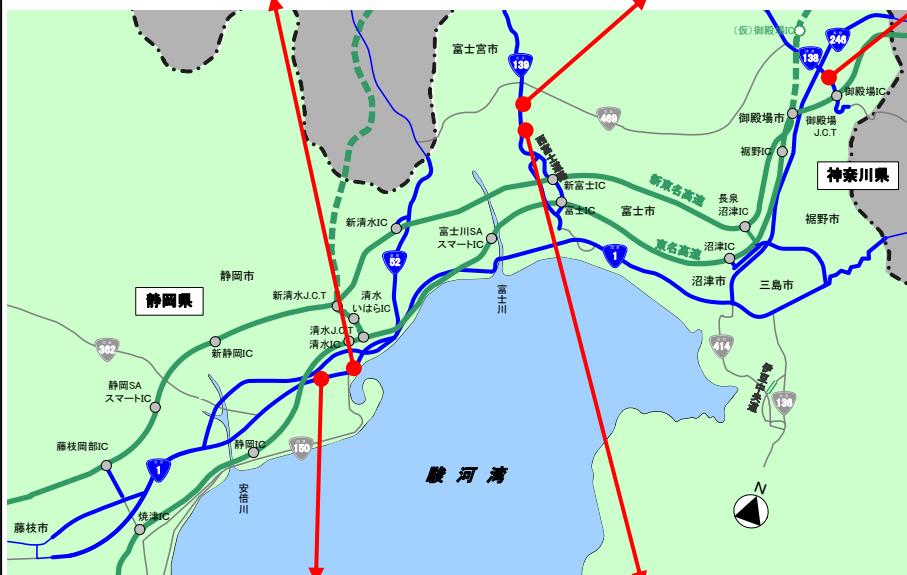 (仮)御殿場IC
246
138
富士宮市
139
御殿場IC
469
御殿場市
御殿場
J.C.T
裾野IC
神奈川県
新富士IC
新東名高速
長泉
沼津IC
富士IC
富士市
裾野市
新清水IC
富士川SA
スマートIC
東名高速
沼津IC
1
52
静岡市
沼津市
三島市
新清水J.C.T
清水
いはらIC
富士川
静岡県
清水J.C.T
清水IC
362
新静岡IC
414
静岡SA
スマートIC
136
藤枝岡部IC
静岡IC
150
1
駿河湾
安倍川
N
焼津IC
藤枝市